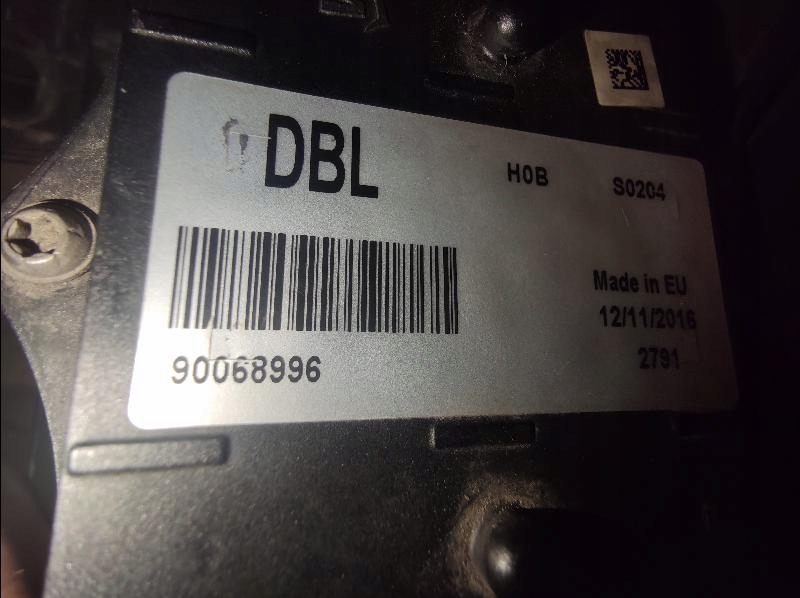 DBL
H0B
S0204
Made in EU
12/11/2016
90068996
2791